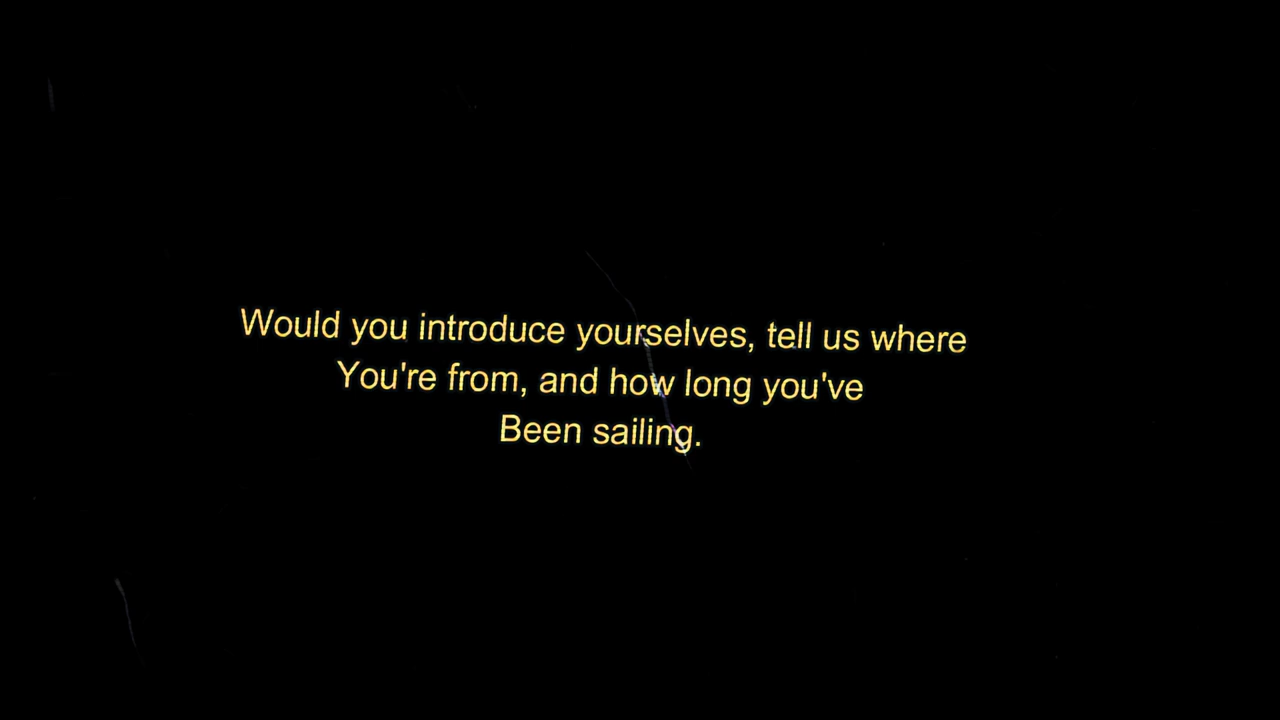 Would you introduce yourselves, tell us where
You're from, and how long you've
Been sailing.